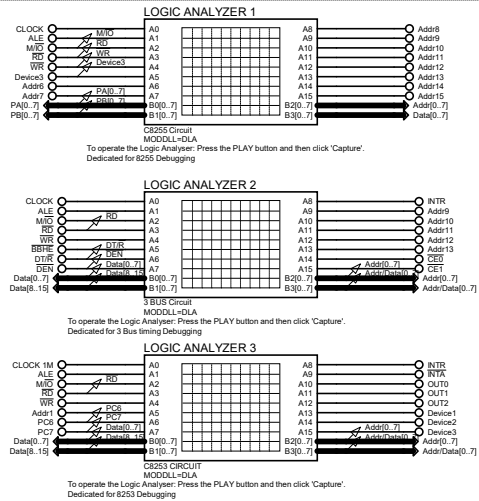 LOGIC ANALYZER 1
CLOCK A0 A8 Addr8
ALE M/IO A1 A9 Addr9
M/IO RD A2 A10 Addr10
RD WR A3 A11 Addr11
WR Device3 A4 A12 Addr12
Device3 A5 A13 Addr13
Addr6 A6 A14 Addr14
Addr7 PA[0..7] A7 A15 Addr15
PA[0..7] PB[0..7] B0[0..7] B2[0..7] Addr[0..7]
PB[0..7] B1[0..7] B3[0..7] Data[0..7]
C8255 Circuit
MODDLL=DLA
To operate the Logic Analyser: Press the PLAY button and then click 'Capture'.
Dedicated for 8255 Debugging
LOGIC ANALYZER 2
CLOCK A0 A8 INTR
ALE A1 A9 Addr9
M/IO RD A2 A10 Addr10
RD A3 A11 Addr11
WR A4 A12 Addr12
BBHE DT/R A5 A13 Addr13
DT/R DEN A6 A14 CE0
DEN Data[0..7] A7 A15 Addr[0..7] CE1
Data[0..7] Data[8..15] B0[0..7] B2[0..7] Addr/Data[0 Addr[0..7]
Data[8..15] B1[0..7] B3[0..7] Addr/Data[0..7]
3 BUS Circuit
MODDLL=DLA
To operate the Logic Analyser: Press the PLAY button and then click 'Capture'.
Dedicated for 3 Bus timing Debugging
LOGIC ANALYZER 3
CLOCK 1M A0 A8 INTR
ALE A1 A9 INTA
M/IO RD A2 A10 OUT0
RD A3 A11 OUT1
WR A4 A12 OUT2
Addr1 PC6 A5 A13 Device1
PC6 PC7 A6 A14 Device2
PC7 Data[0..7] A7 A15 Addr[0..7] Device3
Data[0..7] Data[8..15 B0[0..7] B2[0..7] Addr/Data[0 Addr[0..7]
Data[8..15] B1[0..7] B3[0..7] Addr/Data[0..7]
C8253 CIRCUIT
MODDLL=DLA
To operate the Logic Analyser: Press the PLAY button and then click 'Capture'.
Dedicated for 8253 Debugging